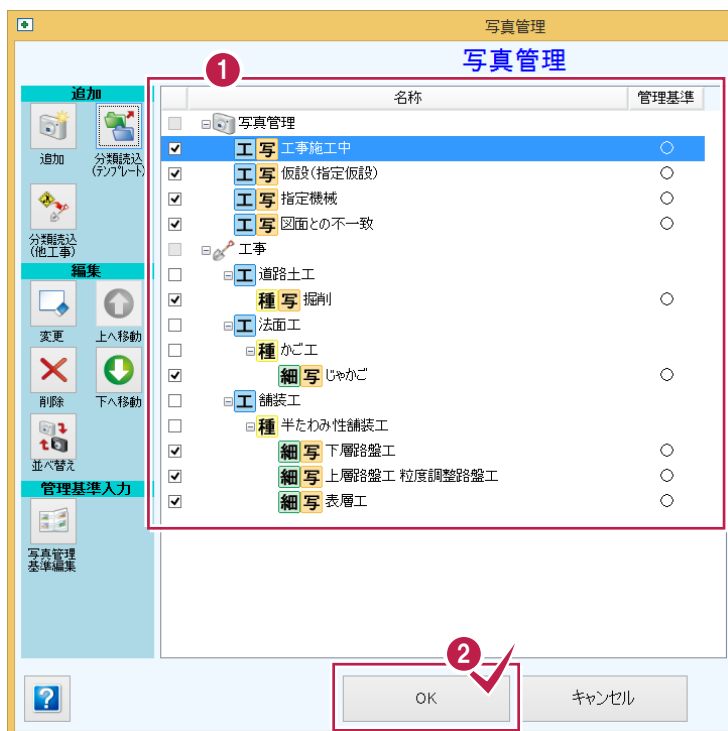 写真管理
写真管理
1
追加
追加
分類読込
(テンプレート)
分類読込
(他工事)
編集
変更
上へ移動
削除
下へ移動
並べ替え
管理基準入力
写真管理
基準編集
名称 管理基準
写真管理
工 写 工事施工中 ○
工 写 仮設(指定仮設) ○
工 写 指定機械 ○
工 写 図面との不一致 ○
工事
工 道路土工
種 写 掘削 ○
工 法面工
種 かご工
細 写 じゃかご ○
工 舗装工
種 半たわみ性舗装工
細 写 下層路盤工 ○
細 写 上層路盤工 粒度調整路盤工 ○
細 写 表層工 ○
2
?
OK
キャンセル